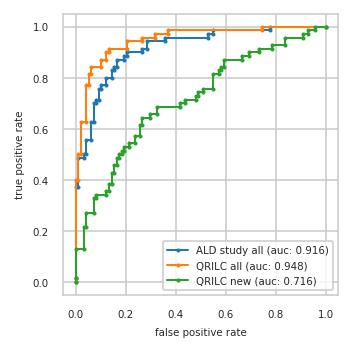 1.0
0.8
0.6
0.4
0.2
0.0
true positive rate
ALD study all (auc: 0.916)
QRILC all (auc: 0.948)
QRILC new (auc: 0.716)
0.0 0.2 0.4 0.6 0.8 1.0
false positive rate